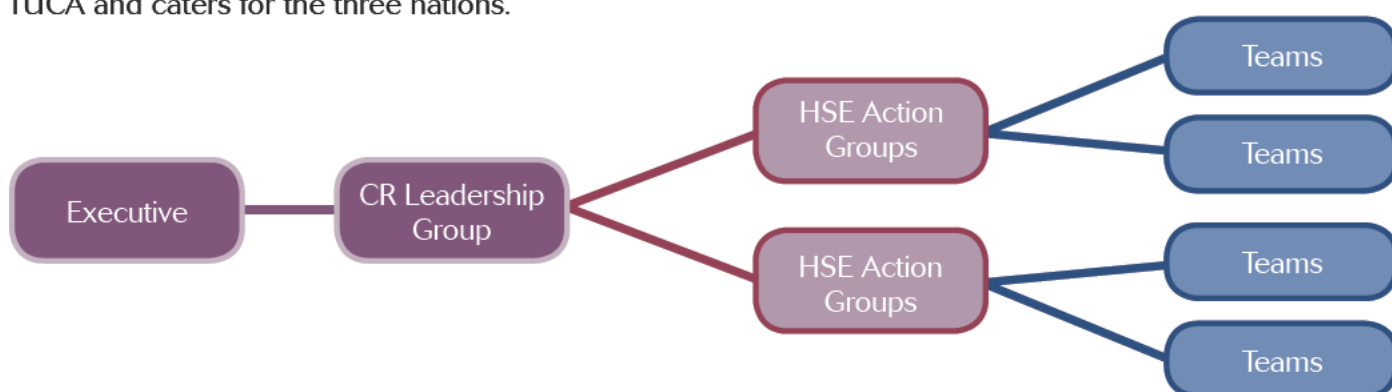 TUCA and caters for the three nations.
Executive
CR Leadership
Group
HSE Action
Groups
HSE Action
Groups
Teams
Teams
Teams
Teams